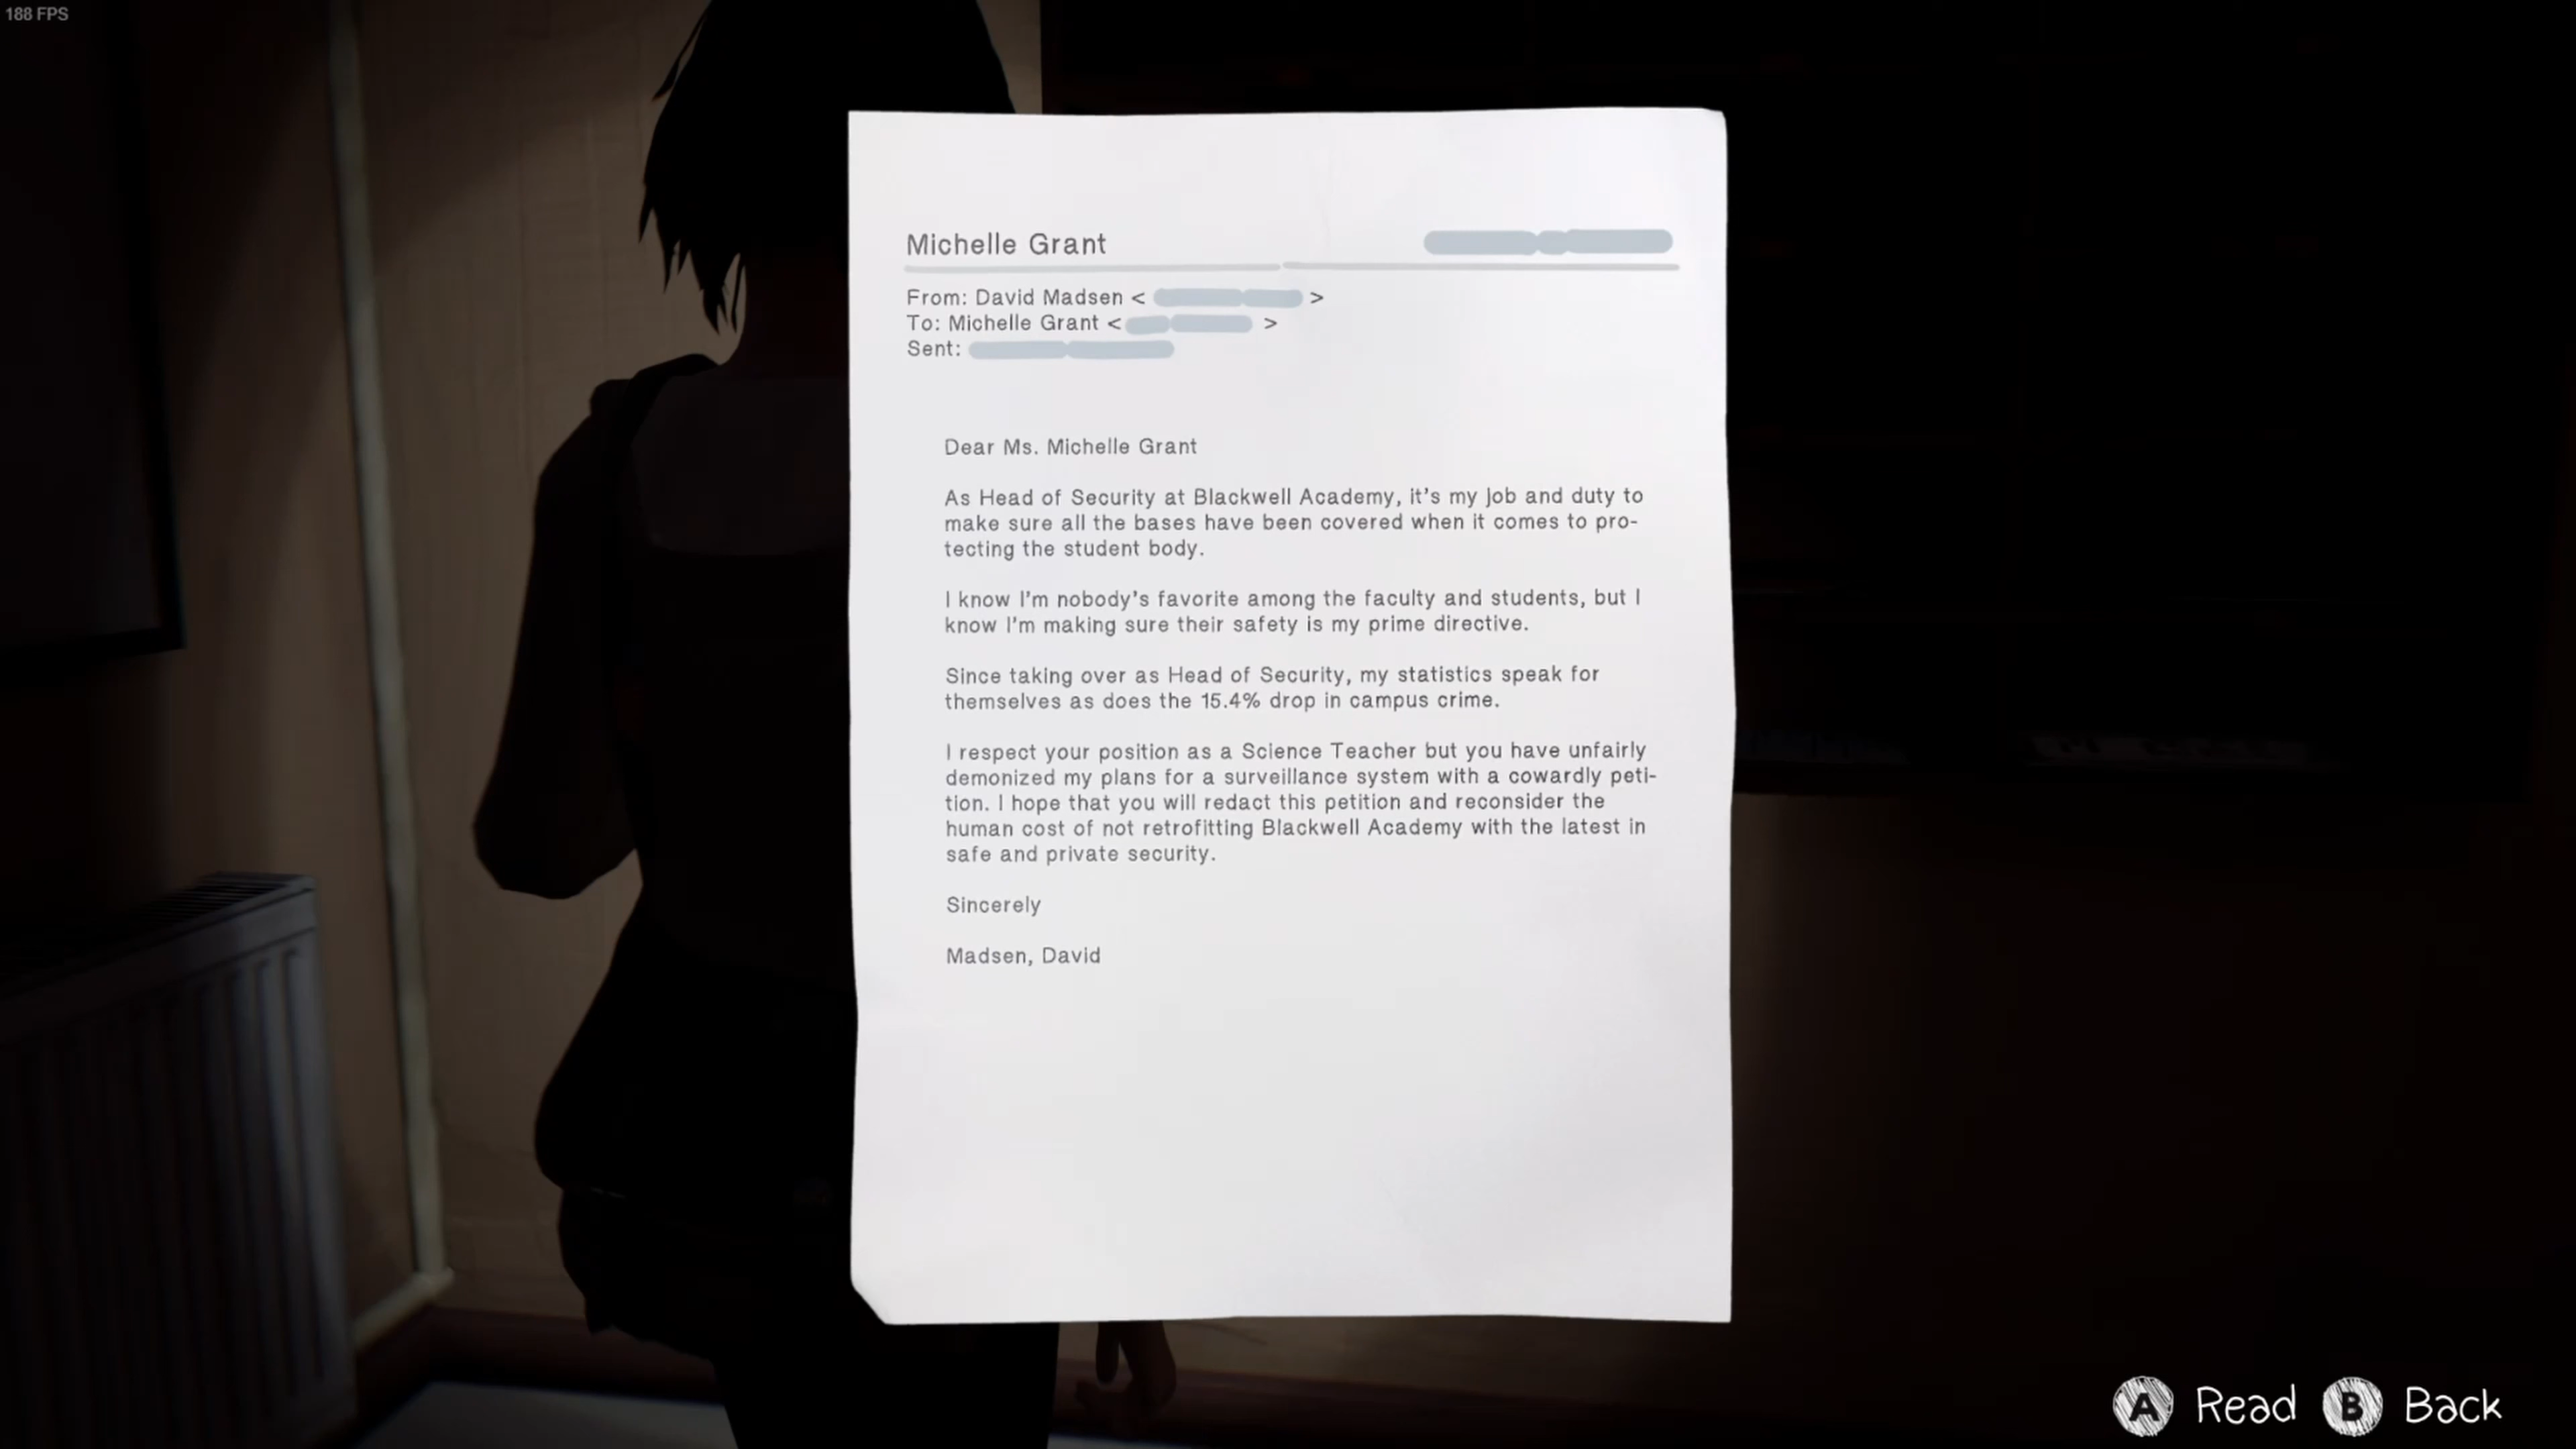 188 FPS
Michelle Grant
From: David Madsen < >
To: Michelle Grant < >
Sent:
Dear Ms. Michelle Grant
As Head of Security at Blackwell Academy, it's my job and duty to
make sure all the bases have been covered when it comes to pro-
tecting the student body.
I know I'm nobody's favorite among the faculty and students, but I
know I'm making sure their safety is my prime directive.
Since taking over as Head of Security, my statistics speak for
themselves as does the 15.4% drop in campus crime.
I respect your position as a Science Teacher but you have unfairly
demonized my plans for a surveillance system with a cowardly peti-
tion. I hope that you will redact this petition and reconsider the
human cost of not retrofitting Blackwell Academy with the latest in
safe and private security.
Sincerely
Madsen, David
A Read B Back